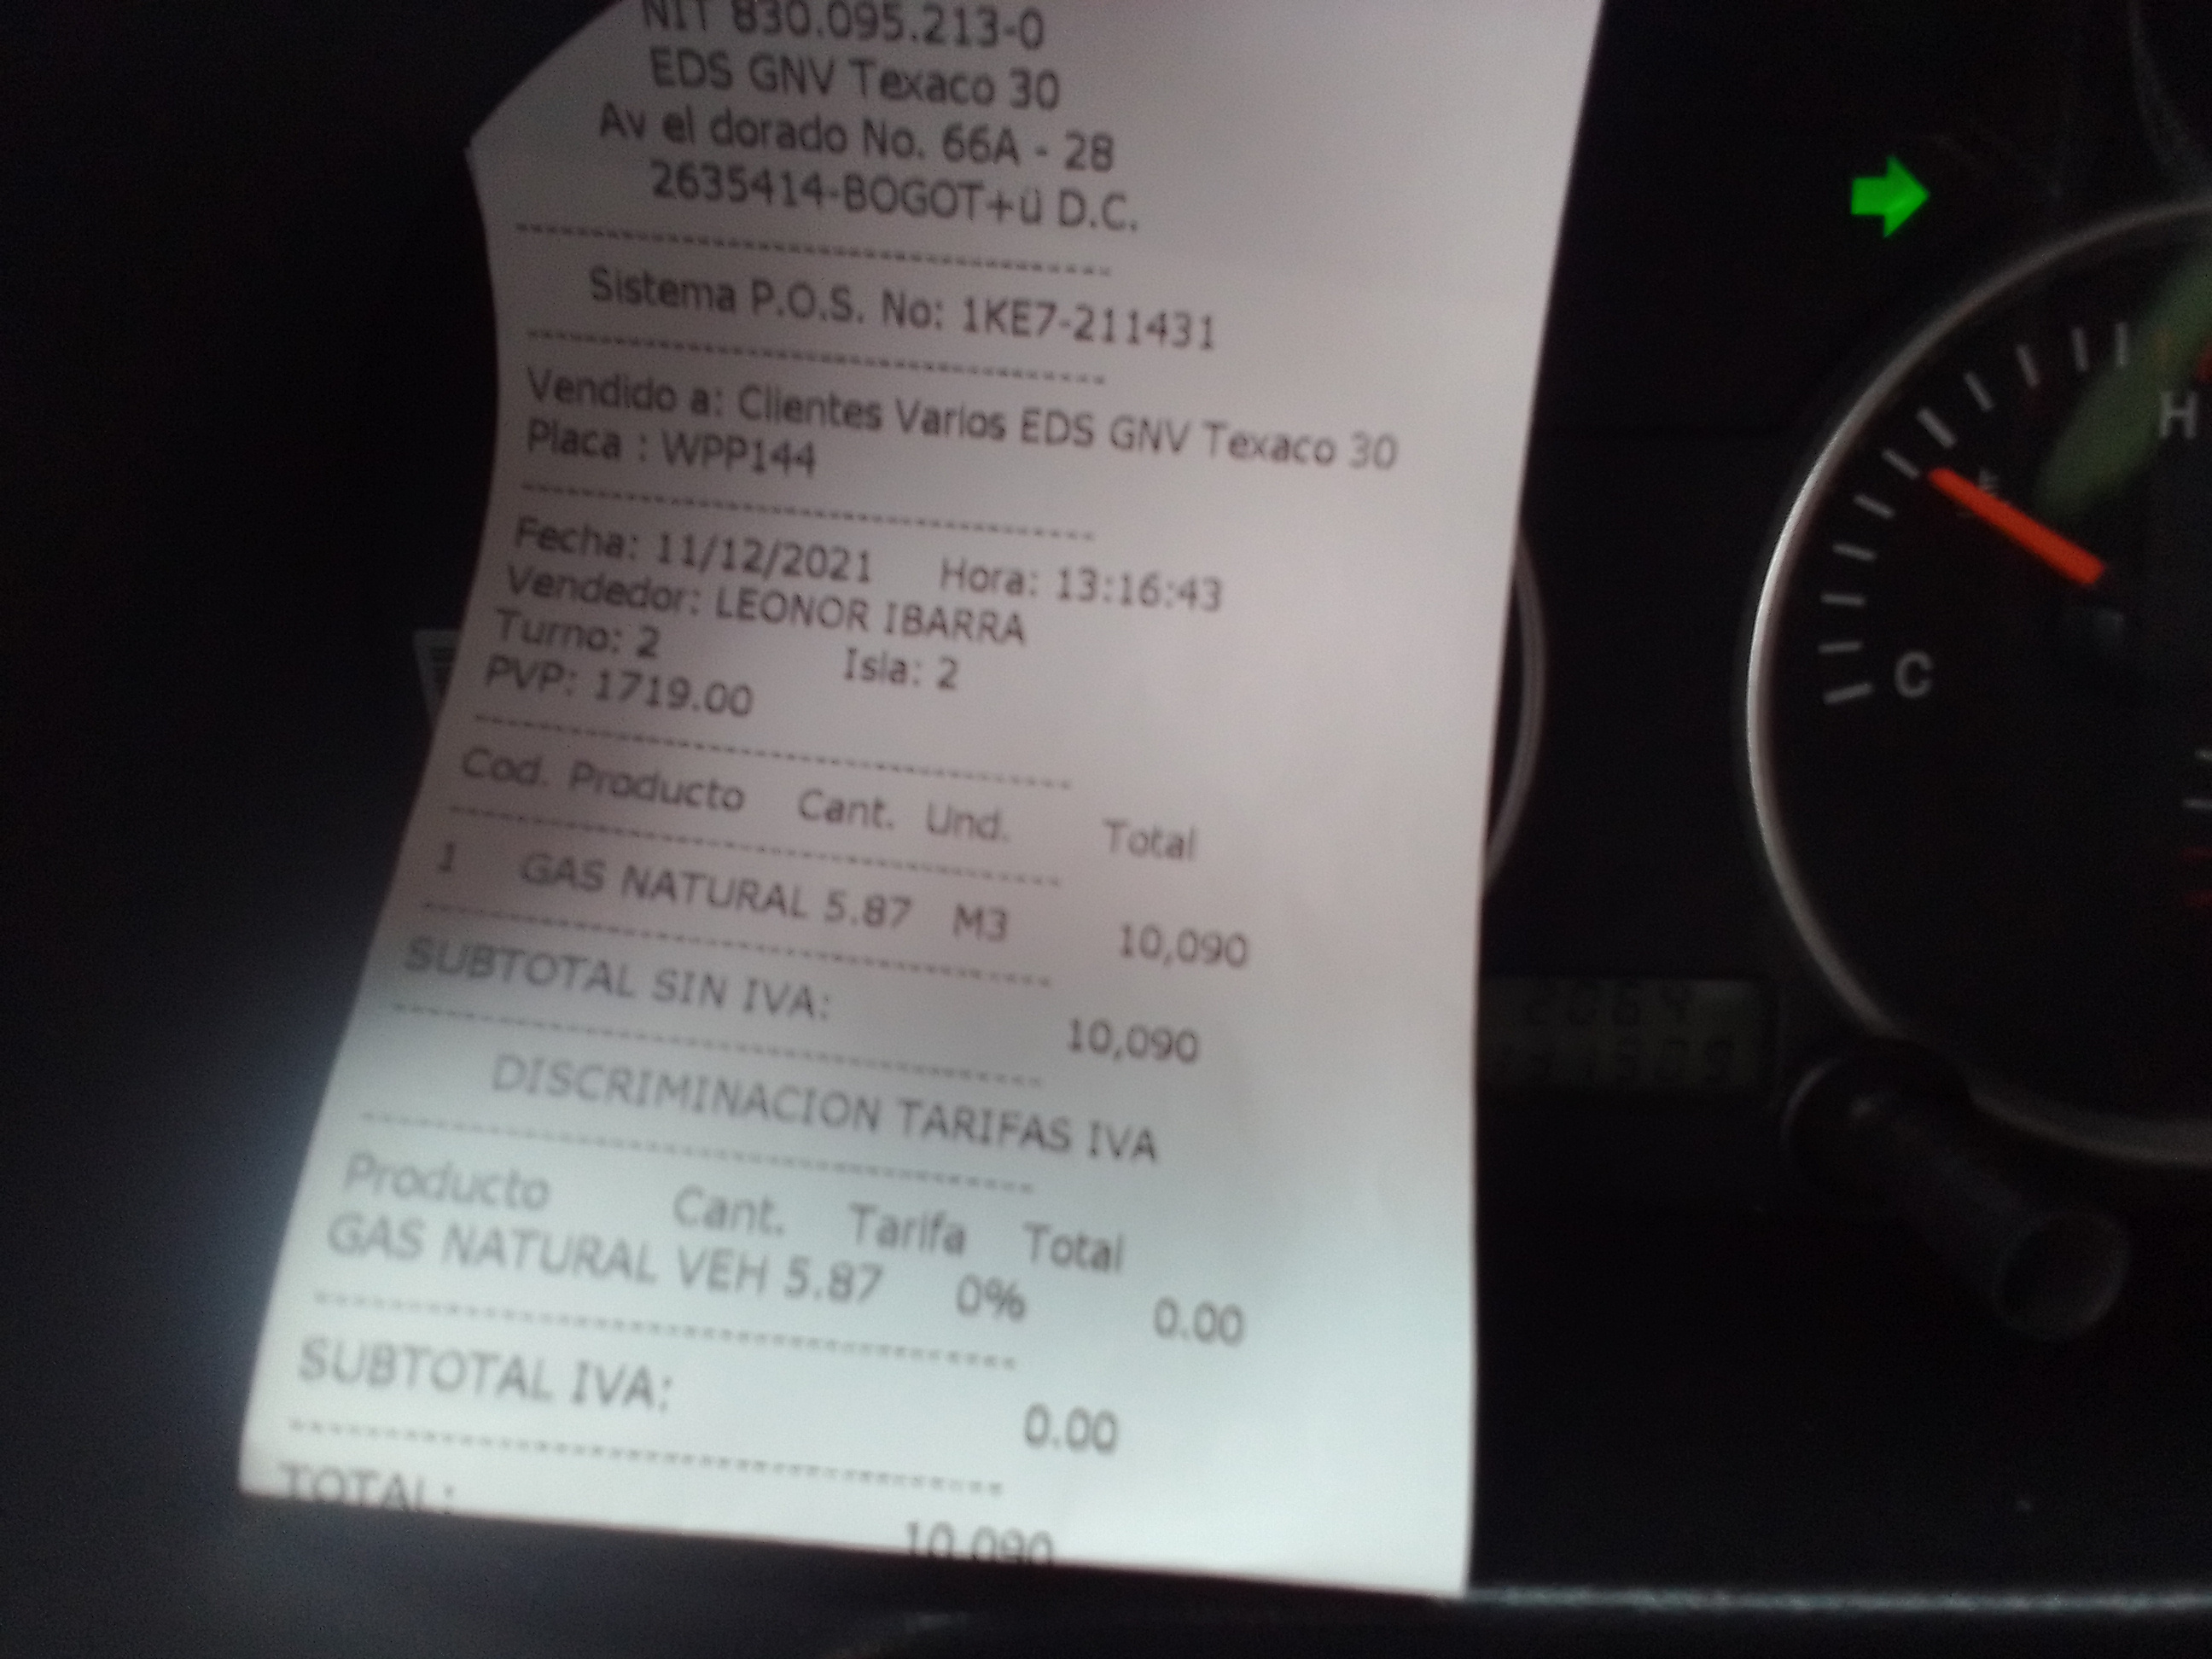 NIT 830.095.213-0
EDS GNV Texaco 30
Av el dorado No. 66A - 28
2635414-BOGOT+ü D.C.
Sistema P.O.S. No: 1KE7-211431
Vendido a: Clientes Varios EDS GNV Texaco 30
Placa : WPP144
Fecha: 11/12/2021 Hora: 13:16:43
Vendedor: LEONOR IBARRA
Turno: 2 Isla: 2
PVP: 1719.00
Cod. Producto Cant. Und. Total
1 GAS NATURAL 5.87 M3 10,090
SUBTOTAL SIN IVA: 10,090
DISCRIMINACION TARIFAS IVA
Producto Cant. Tarifa Total
GAS NATURAL VEH 5.87 0% 0.00
SUBTOTAL IVA: 0.00
TOTAL: 10,090
H
C